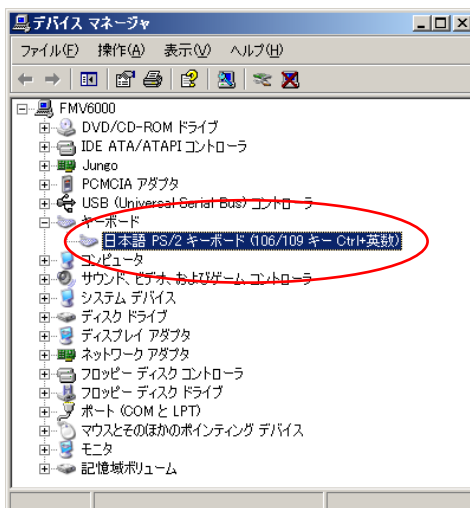 デバイス マネージャ
ファイル(F) 操作(A) 表示(V) ヘルプ(H)
FMV6000
DVD/CD-ROM ドライブ
IDE ATA/ATAPI コントローラ
Jungo
PCMCIA アダプタ
USB (Universal Serial Bus) コントローラ
キーボード
日本語 PS/2 キーボード (106/109 キー Ctrl+英数)
コンピュータ
サウンド、ビデオ、およびゲーム コントローラ
システム デバイス
ディスク ドライブ
ディスプレイ アダプタ
ネットワーク アダプタ
フロッピー ディスク コントローラ
フロッピー ディスク ドライブ
ポート (COM と LPT)
マウスとそのほかのポインティング デバイス
モニタ
記憶域ボリューム